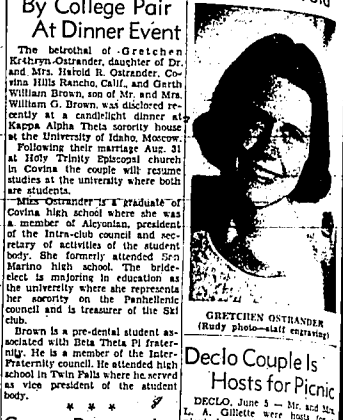 By College Pair
At Dinner Event
The betrothal of Gretchen
Kathryn Ostrander, daughter of Dr.
and Mrs. Harold R. Ostrander, Co-
vina Hills Rancho, Calif., and Garth
William Brown, son of Mr. and Mrs.
William G. Brown, was disclosed re-
cently at a candlelight dinner at
Kappa Alpha Theta sorority house
at the University of Idaho, Moscow.
Following their marriage Aug. 31
at Holy Trinity Episcopal church
in Covina the couple will resume
studies at the university where both
are students.
Miss Ostrander is a graduate of
Covina high school where she was
a member of Alcyonian, president
of the Intra-club council and sec-
retary of activities of the student
body. She formerly attended San
Marino high school. The bride-
elect is majoring in education as
the university where she represents
her sorority on the Panhellenic
council and is treasurer of the Ski
club.
Brown is a pre-dental student as-
sociated with Beta Theta Pi frater-
nity. He is a member of the Inter-
Fraternity council. He attended high
school in Twin Falls where he served
as vice president of the student
body.
* * *
GRETCHEN OSTRANDER
(Rudy photo—staff engraving)
Declo Couple Is
Hosts for Picnic
DECLO, June 5 — Mr. and Mrs.
L. A. Gillette were hosts